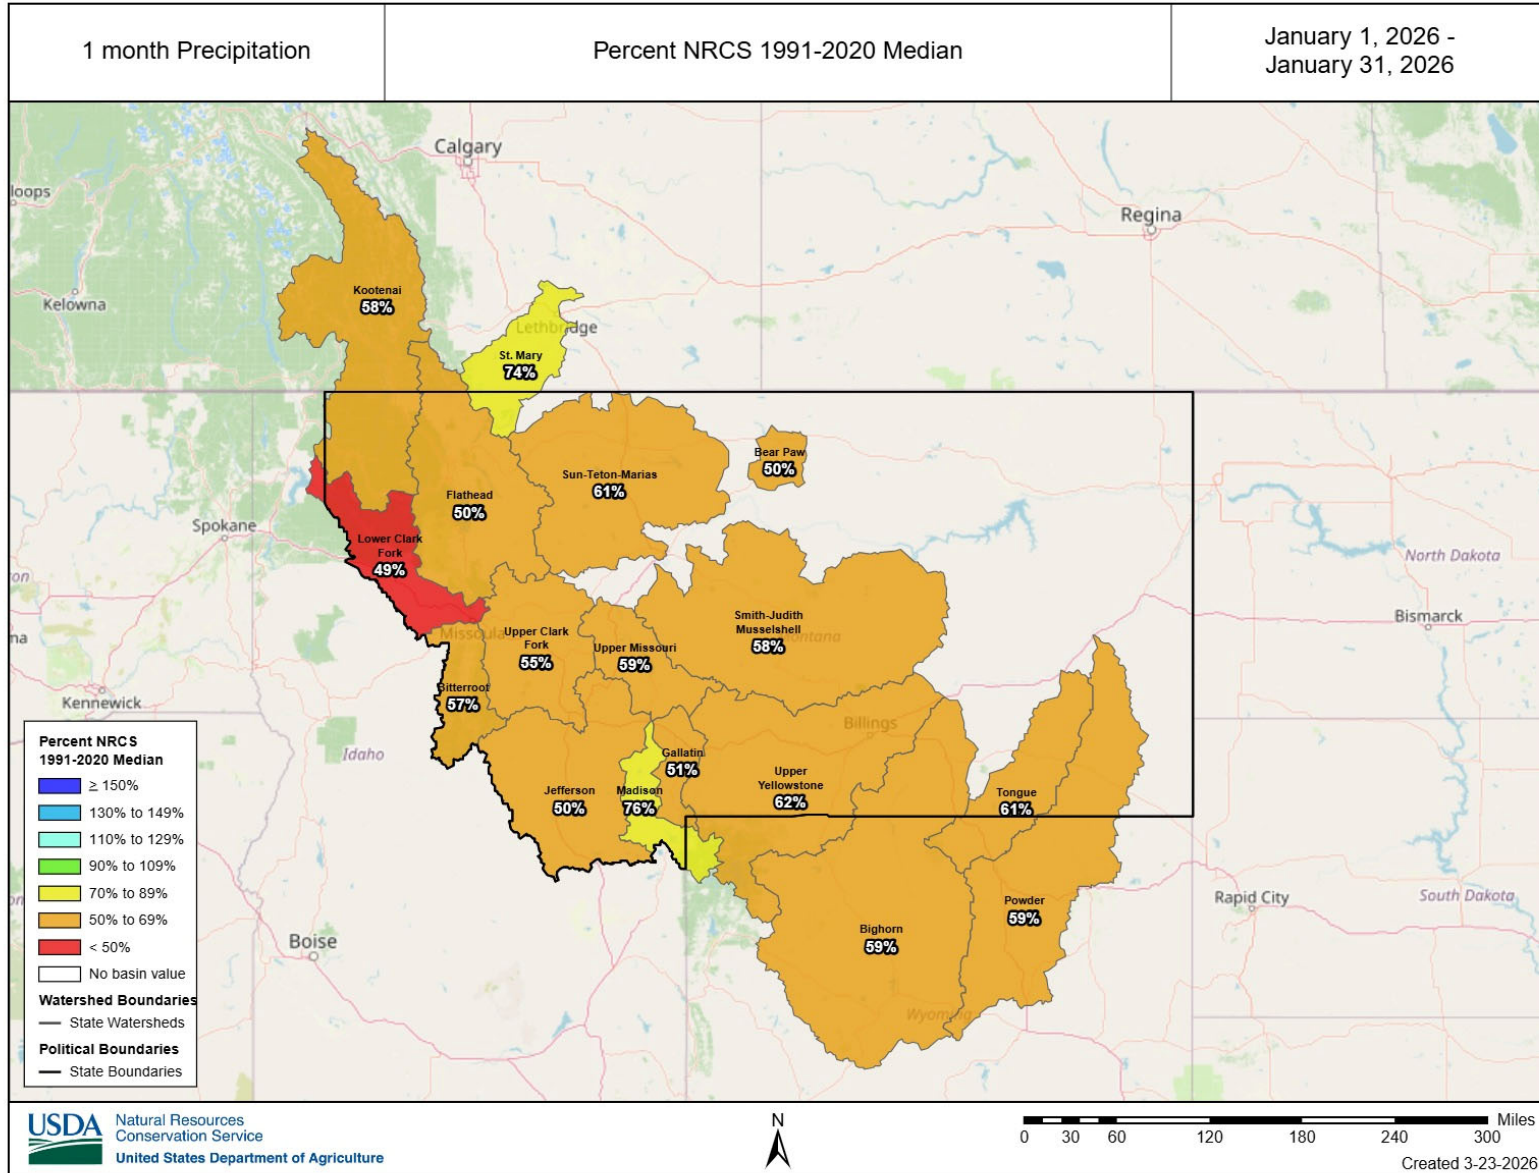 1 month Precipitation
Percent NRCS 1991-2020 Median
January 1, 2026 -
January 31, 2026
Calgary
loops
Regina
Kelowna
Kootenai
58%
Lethbridge
St. Mary
74%
Bear Paw
50%
Sun-Teton-Marias
61%
Flathead
50%
Spokane
Lower Clark
Fork
49%
North Dakota
on
Bismarck
na
Missoula
Upper Clark
Fork
55%
Upper Missouri
59%
Smith-Judith
Musselshell
58%
Montana
Bitterroot
57%
Kennewick
Idaho
Billings
Gallatin
51%
Upper
Yellowstone
62%
Jefferson
50%
Madison
76%
Tongue
61%
Rapid City
South Dakota
Powder
59%
Bighorn
59%
Boise
Wyoming
Percent NRCS
1991-2020 Median
≥ 150%
130% to 149%
110% to 129%
90% to 109%
70% to 89%
50% to 69%
< 50%
No basin value
Watershed Boundaries
State Watersheds
Political Boundaries
State Boundaries
USDA
Natural Resources
Conservation Service
United States Department of Agriculture
N
0 30 60 120 180 240 300 Miles
Created 3-23-2026